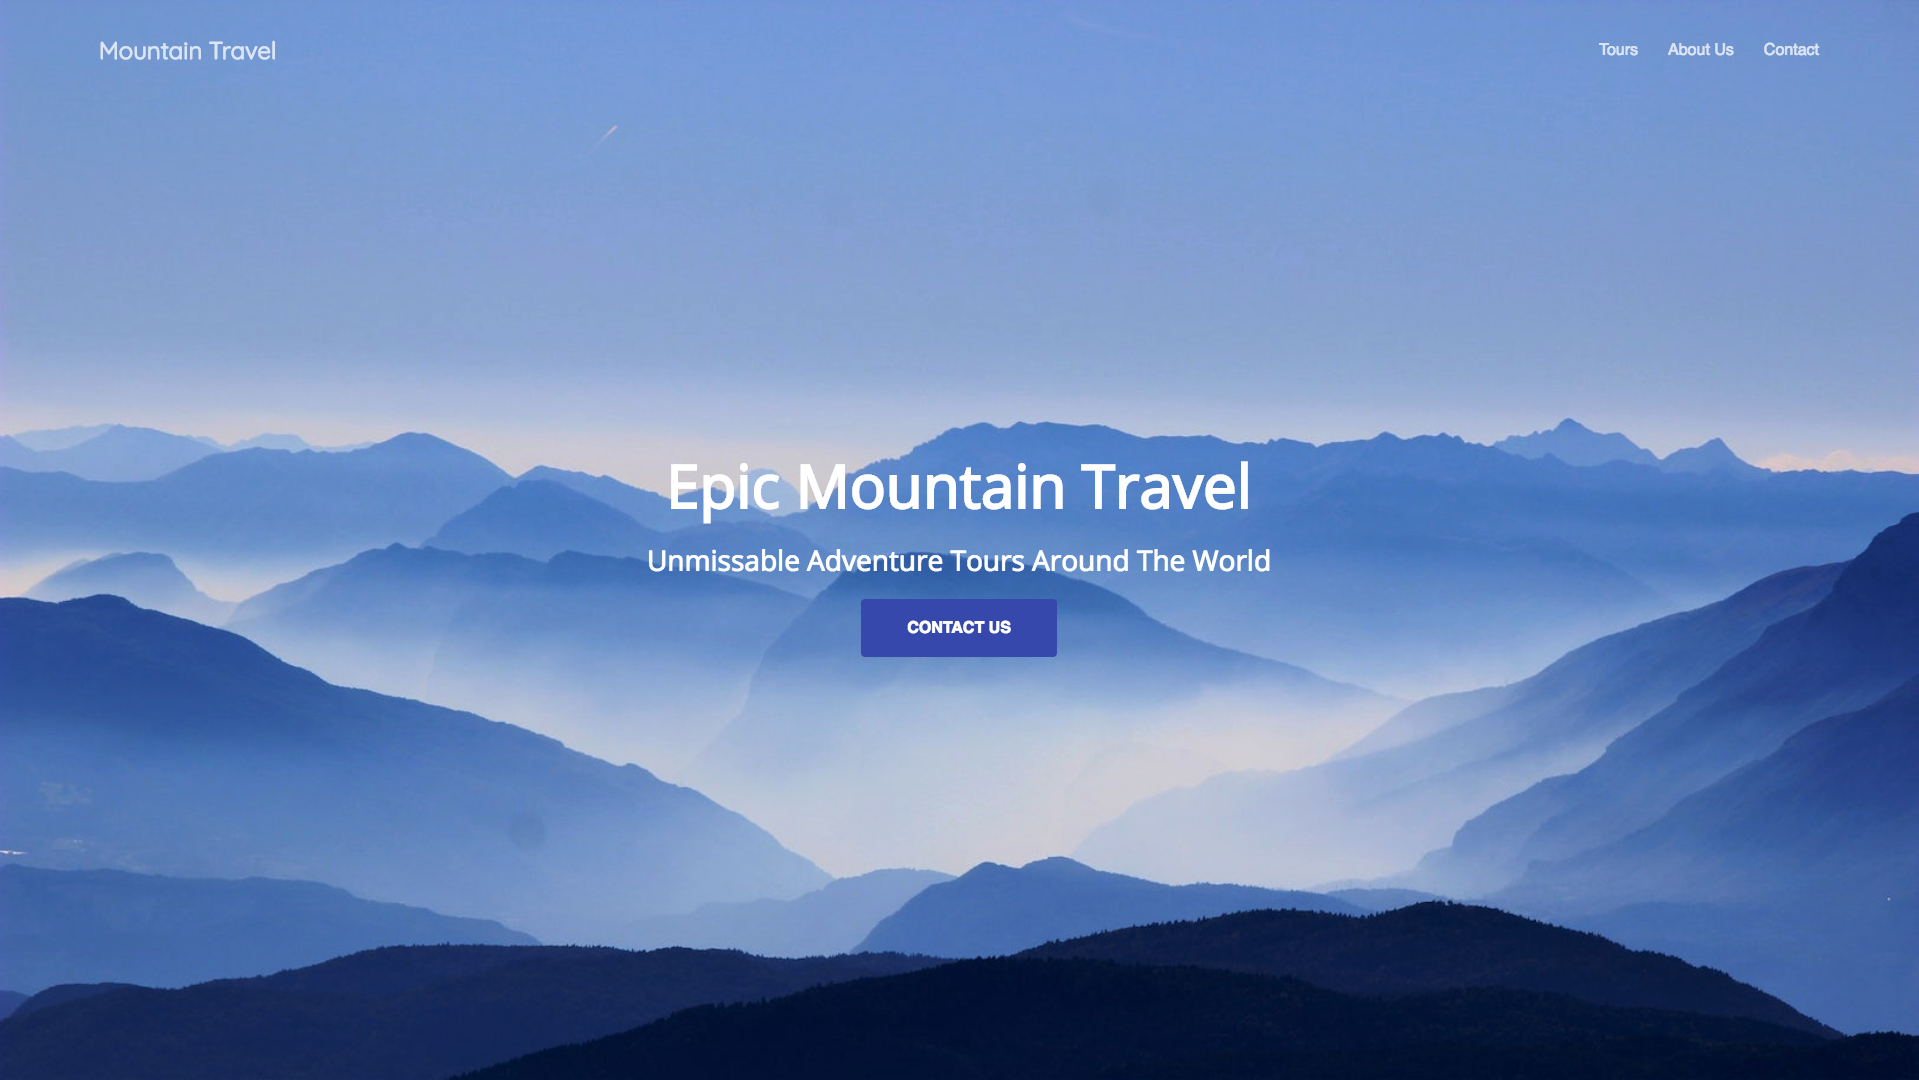 Mountain Travel
Tours About Us Contact
Epic Mountain Travel
Unmissable Adventure Tours Around The World
CONTACT US